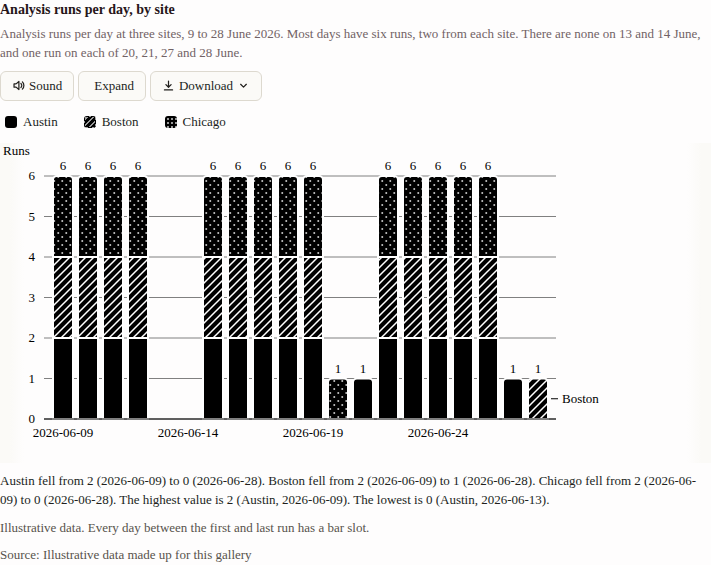 Analysis runs per day, by site
Analysis runs per day at three sites, 9 to 28 June 2026. Most days have six runs, two from each site. There are none on 13 and 14 June,
and one run on each of 20, 21, 27 and 28 June.
Sound Expand Download
Austin Boston Chicago
Runs
6 6 6 6 6 6 6 6 6 6 6 6 6 6
6
5
4
3
2
1 1 1 1
1
0
Boston
2026-06-09 2026-06-14 2026-06-19 2026-06-24
Austin fell from 2 (2026-06-09) to 0 (2026-06-28). Boston fell from 2 (2026-06-09) to 1 (2026-06-28). Chicago fell from 2 (2026-06-
09) to 0 (2026-06-28). The highest value is 2 (Austin, 2026-06-09). The lowest is 0 (Austin, 2026-06-13).
Illustrative data. Every day between the first and last run has a bar slot.
Source: Illustrative data made up for this gallery